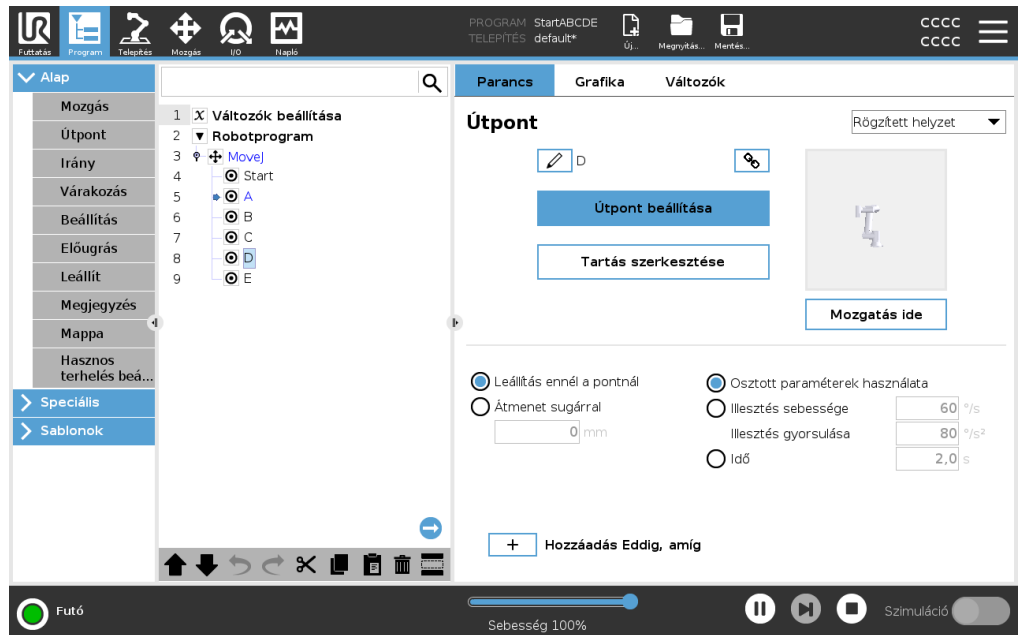 UR
Futtatás
Program
Telepítés
Mozgás
I/O
Napló
PROGRAM StartABCDE
TELEPÍTÉS default*
Új...
Megnyitás...
Mentés...
cccc
cccc
Alap
Mozgás
Útpont
Irány
Várakozás
Beállítás
Előugrás
Leállít
Megjegyzés
Mappa
Hasznos
terhelés beá...
Speciális
Sablonok
1 X Változók beállítása
2 Robotprogram
3 MoveJ
4 Start
5 A
6 B
7 C
8 D
9 E
Parancs
Grafika
Változók
Útpont
Rögzített helyzet
D
Útpont beállítása
Tartás szerkesztése
Mozgatás ide
Leállítás ennél a pontnál
Átmenet sugárral
0 mm
Osztott paraméterek használata
Illesztés sebessége 60 °/s
Illesztés gyorsulása 80 °/s²
Idő 2,0 s
+ Hozzáadás Eddig, amíg
Futó
Sebesség 100%
Szimuláció